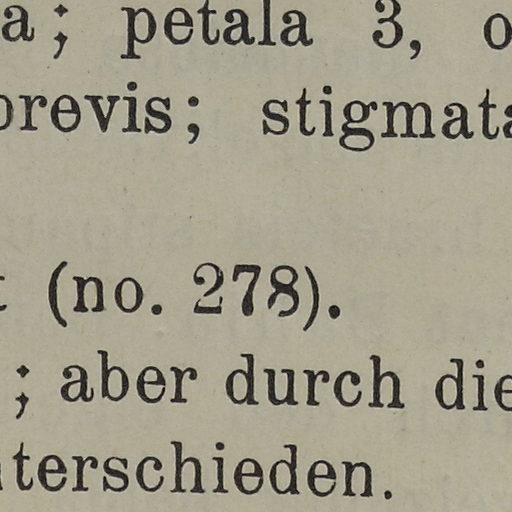 a; petala 3, o
brevis; stigmata
t (no. 278).
; aber durch die
nterschieden.